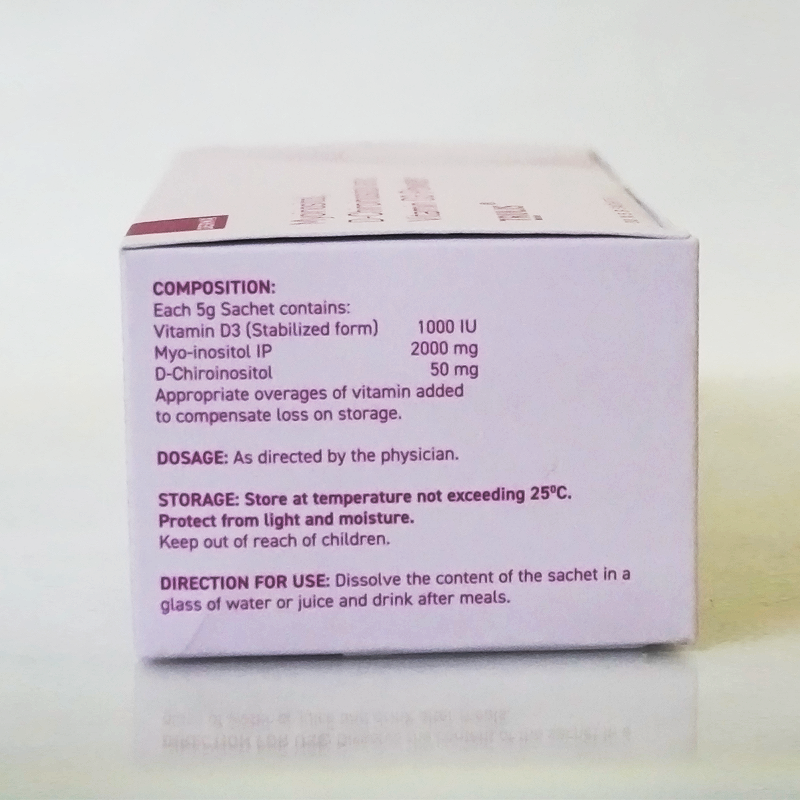 COMPOSITION:
Each 5g Sachet contains:
Vitamin D3 (Stabilized form) 1000 IU
Myo-inositol IP 2000 mg
D-Chiroinositol 50 mg
Appropriate overages of vitamin added
to compensate loss on storage.
DOSAGE: As directed by the physician.
STORAGE: Store at temperature not exceeding 25ºC.
Protect from light and moisture.
Keep out of reach of children.
DIRECTION FOR USE: Dissolve the content of the sachet in a
glass of water or juice and drink after meals.